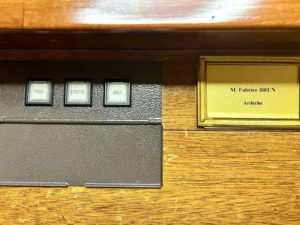 POUR
CONTRE
ABST
M. Fabrice BRUN
Ardèche